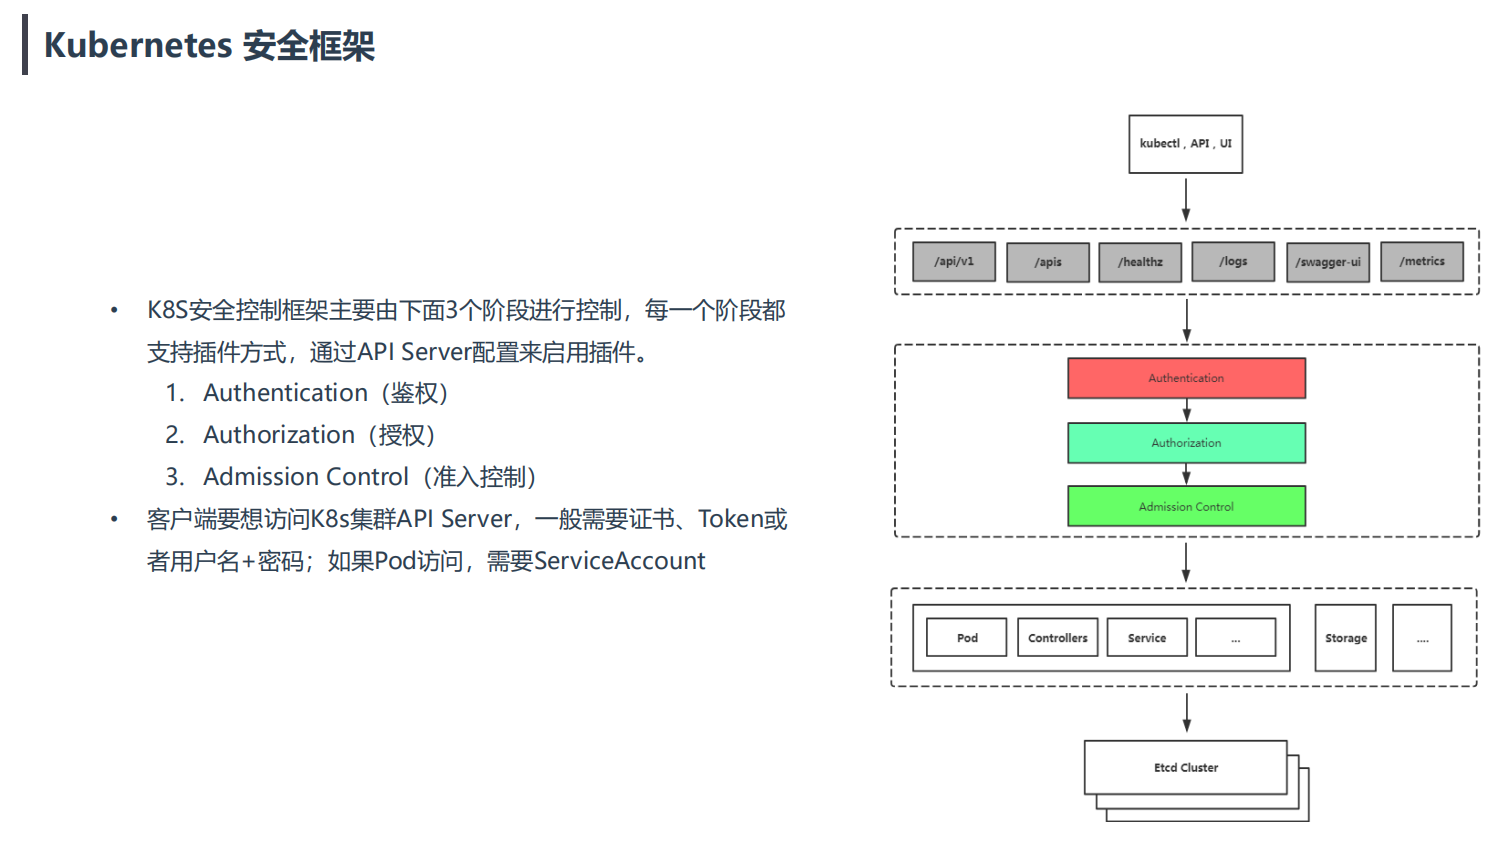 Kubernetes 安全框架
• K8S安全控制框架主要由下面3个阶段进行控制，每一个阶段都
支持插件方式，通过API Server配置来启用插件。
1. Authentication（鉴权）
2. Authorization（授权）
3. Admission Control（准入控制）
• 客户端要想访问K8s集群API Server，一般需要证书、Token或
者用户名+密码；如果Pod访问，需要ServiceAccount
kubectl , API , UI
/api/v1
/apis
/healthz
/logs
/swagger-ui
/metrics
Authentication
Authorization
Admission Control
Pod
Controllers
Service
...
Storage
....
Etcd Cluster